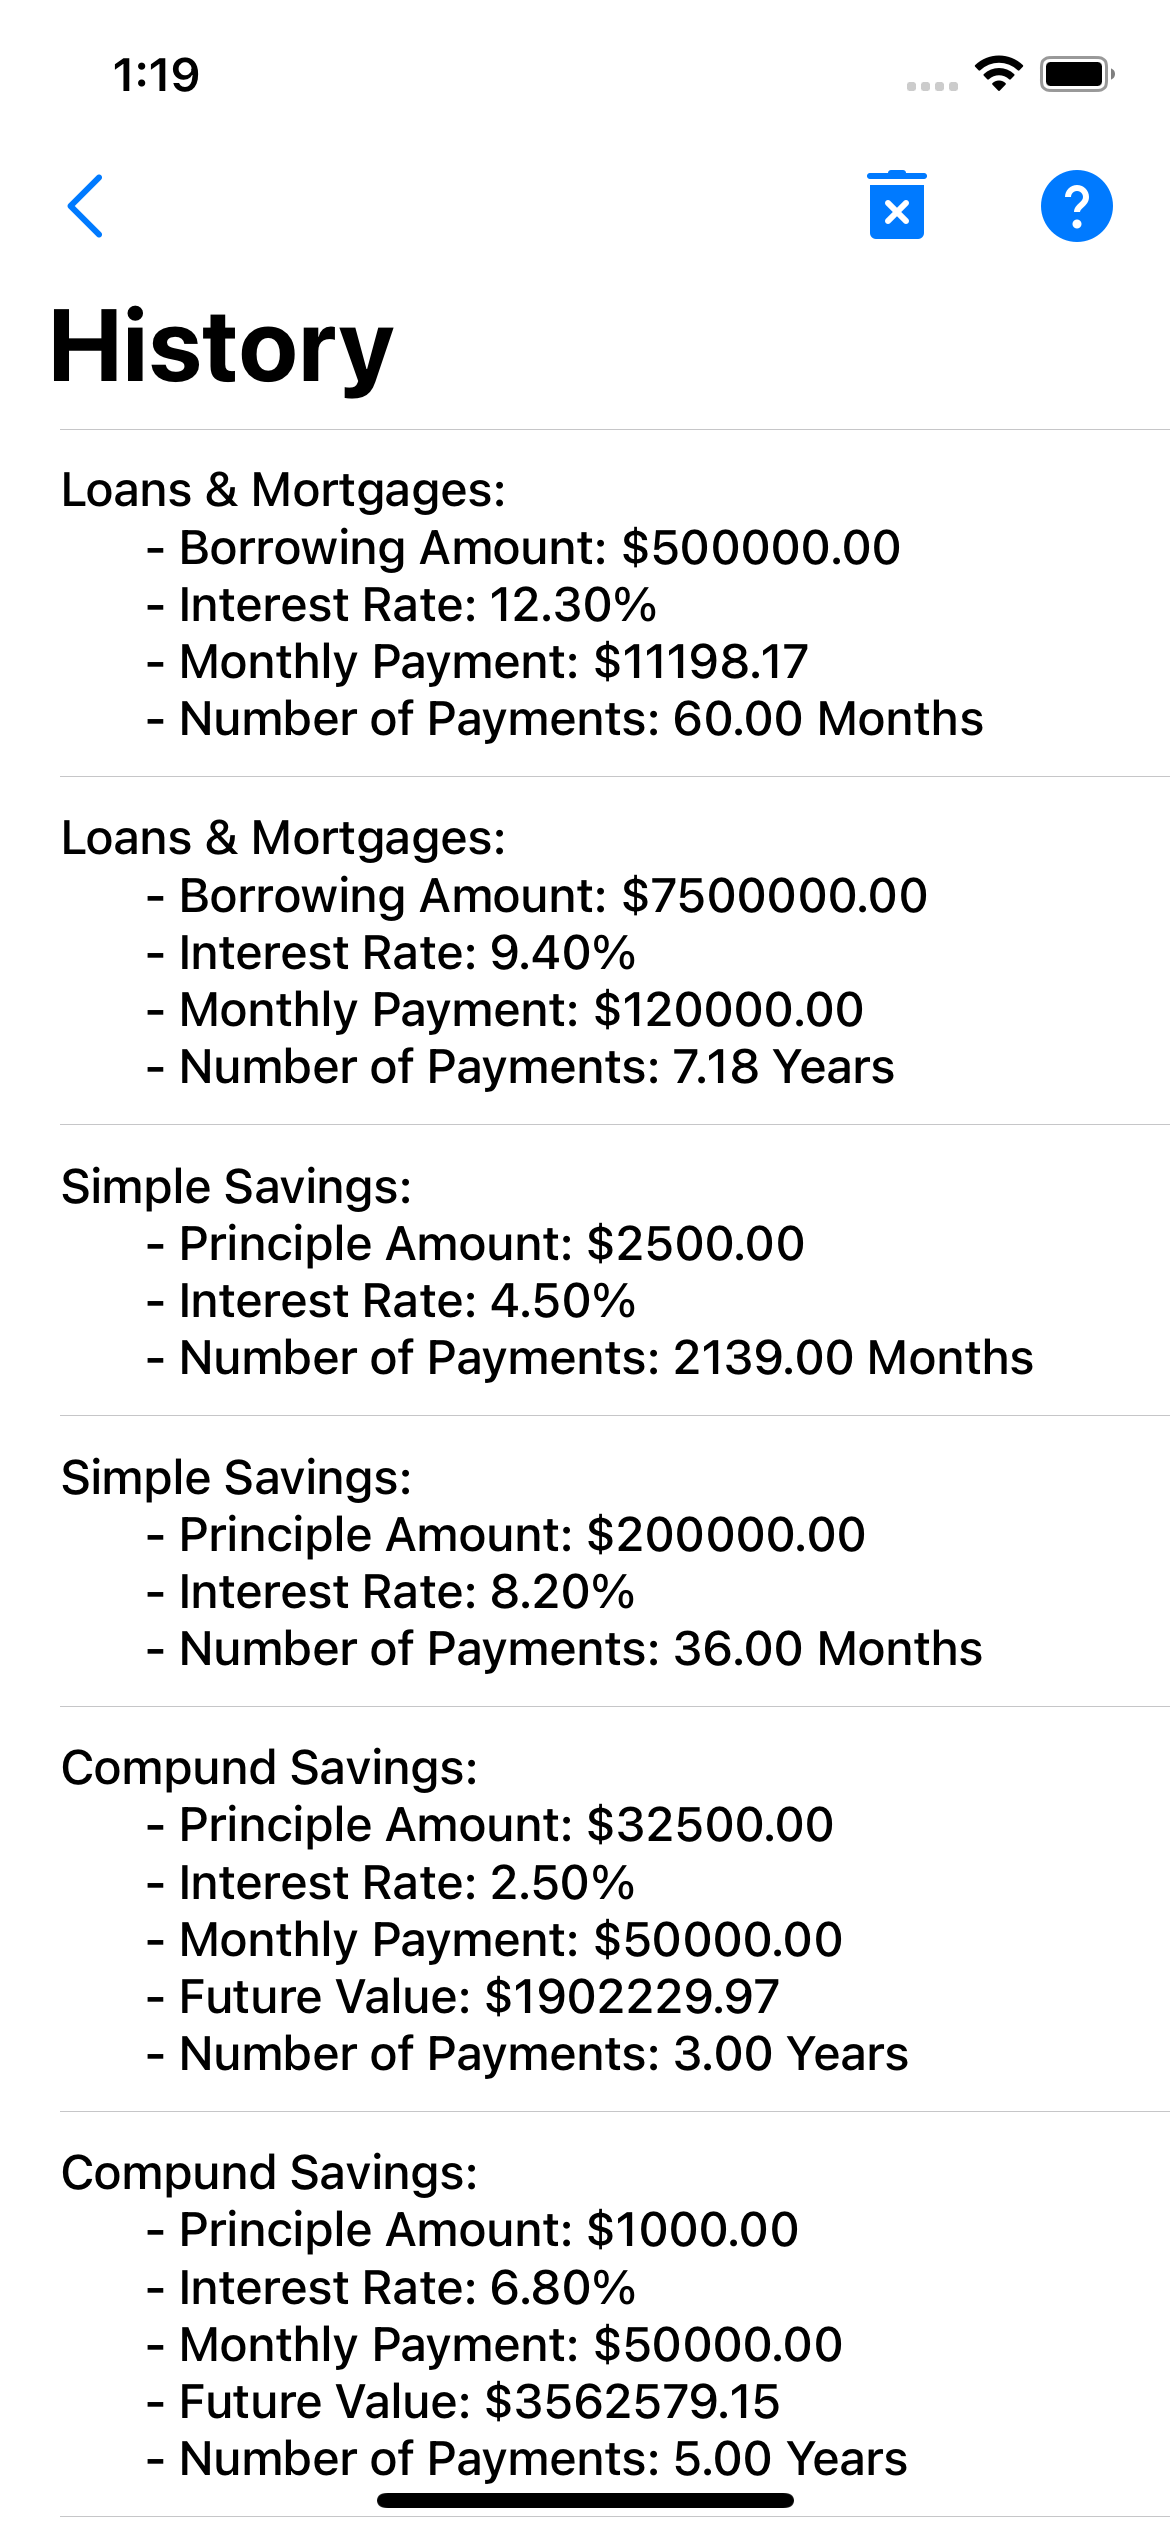 1:19
History
Loans & Mortgages:
- Borrowing Amount: $500000.00
- Interest Rate: 12.30%
- Monthly Payment: $11198.17
- Number of Payments: 60.00 Months
Loans & Mortgages:
- Borrowing Amount: $7500000.00
- Interest Rate: 9.40%
- Monthly Payment: $120000.00
- Number of Payments: 7.18 Years
Simple Savings:
- Principle Amount: $2500.00
- Interest Rate: 4.50%
- Number of Payments: 2139.00 Months
Simple Savings:
- Principle Amount: $200000.00
- Interest Rate: 8.20%
- Number of Payments: 36.00 Months
Compund Savings:
- Principle Amount: $32500.00
- Interest Rate: 2.50%
- Monthly Payment: $50000.00
- Future Value: $1902229.97
- Number of Payments: 3.00 Years
Compund Savings:
- Principle Amount: $1000.00
- Interest Rate: 6.80%
- Monthly Payment: $50000.00
- Future Value: $3562579.15
- Number of Payments: 5.00 Years